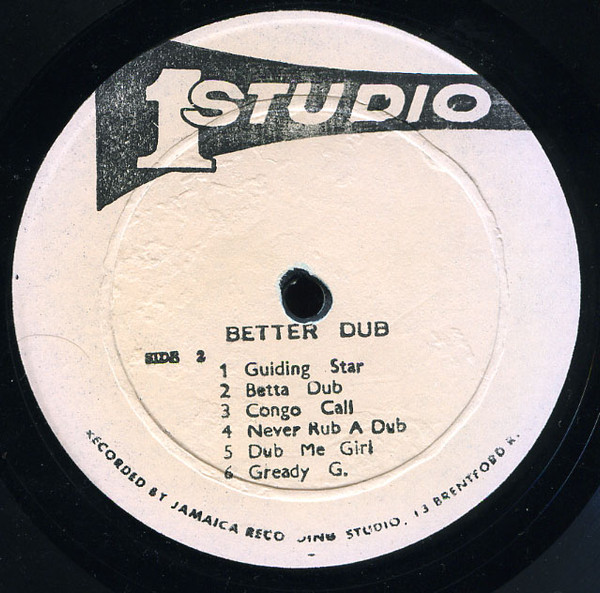 1 STUDIO
BETTER DUB
SIDE 2
1 Guiding Star
2 Betta Dub
3 Congo Call
4 Never Rub A Dub
5 Dub Me Girl
6 Gready G.
RECORDED BY JAMAICA RECO DING STUDIO, 13 BRENTFORD R.